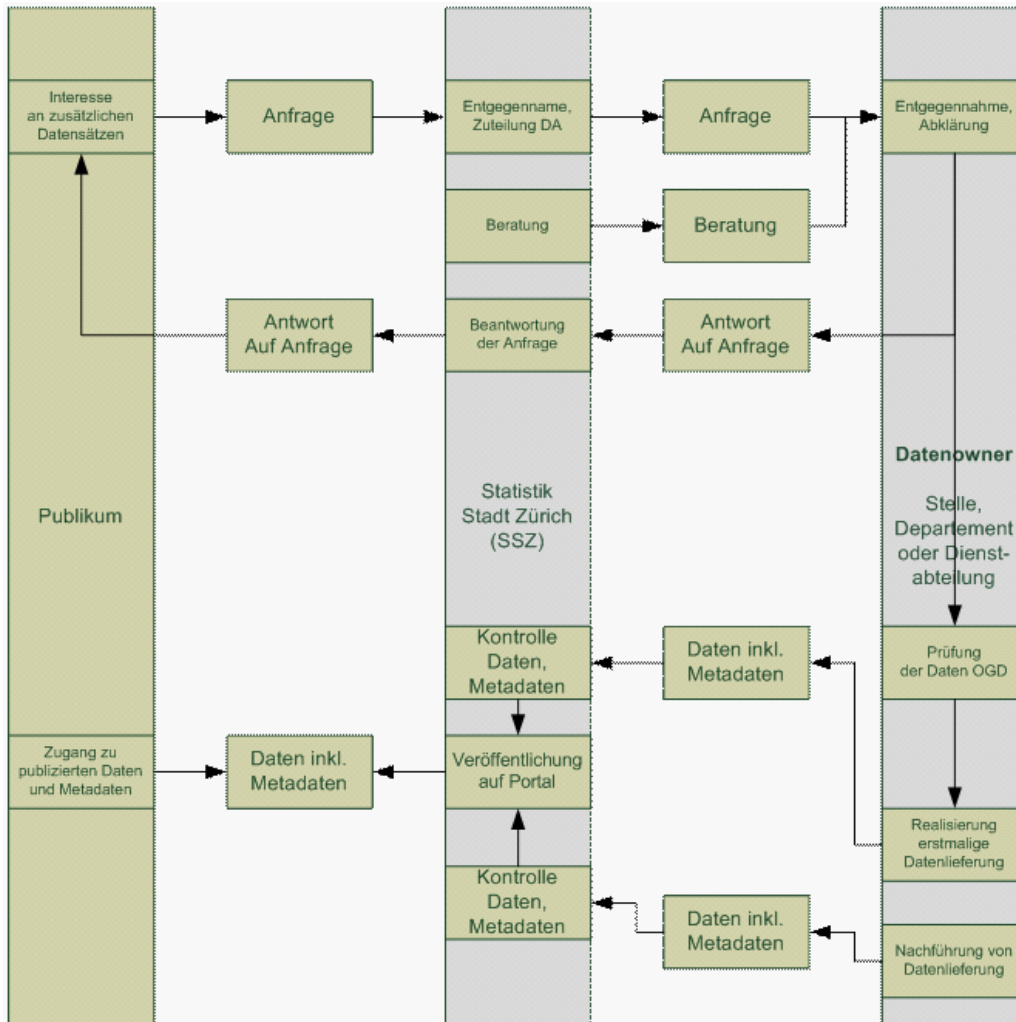 Interesse
an zusätzlichen
Datensätzen
Anfrage
Entgegenname,
Zuteilung DA
Anfrage
Entgegennahme,
Abklärung
Beratung
Beratung
Antwort
Auf Anfrage
Beantwortung
der Anfrage
Antwort
Auf Anfrage
Publikum
Statistik
Stadt Zürich
(SSZ)
Datenowner
Stelle,
Departement
oder Dienst-
abteilung
Kontrolle
Daten,
Metadaten
Daten inkl.
Metadaten
Prüfung
der Daten OGD
Zugang zu
publizierten Daten
und Metadaten
Daten inkl.
Metadaten
Veröffentlichung
auf Portal
Realisierung
erstmalige
Datenlieferung
Kontrolle
Daten,
Metadaten
Daten inkl.
Metadaten
Nachführung von
Datenlieferung